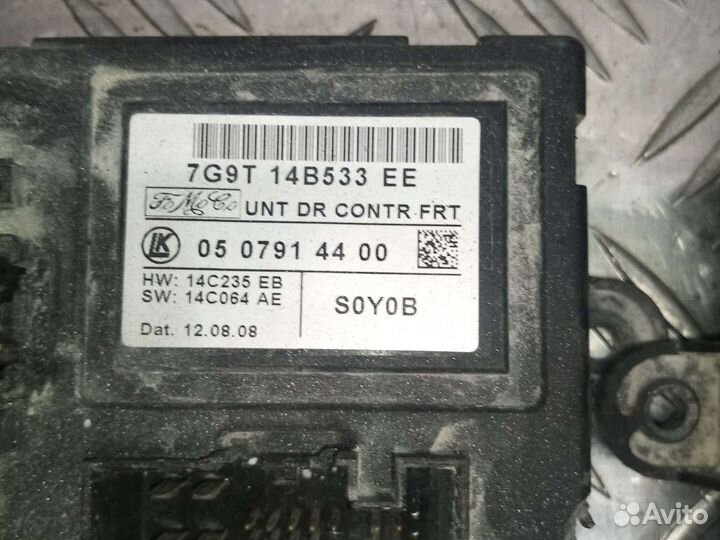 7G9T 14B533 EE
FoMoCo UNT DR CONTR FRT
LK 05 0791 44 00
HW: 14C235 EB
SW: 14C064 AE
S0Y0B
Dat. 12.08.08
Avito